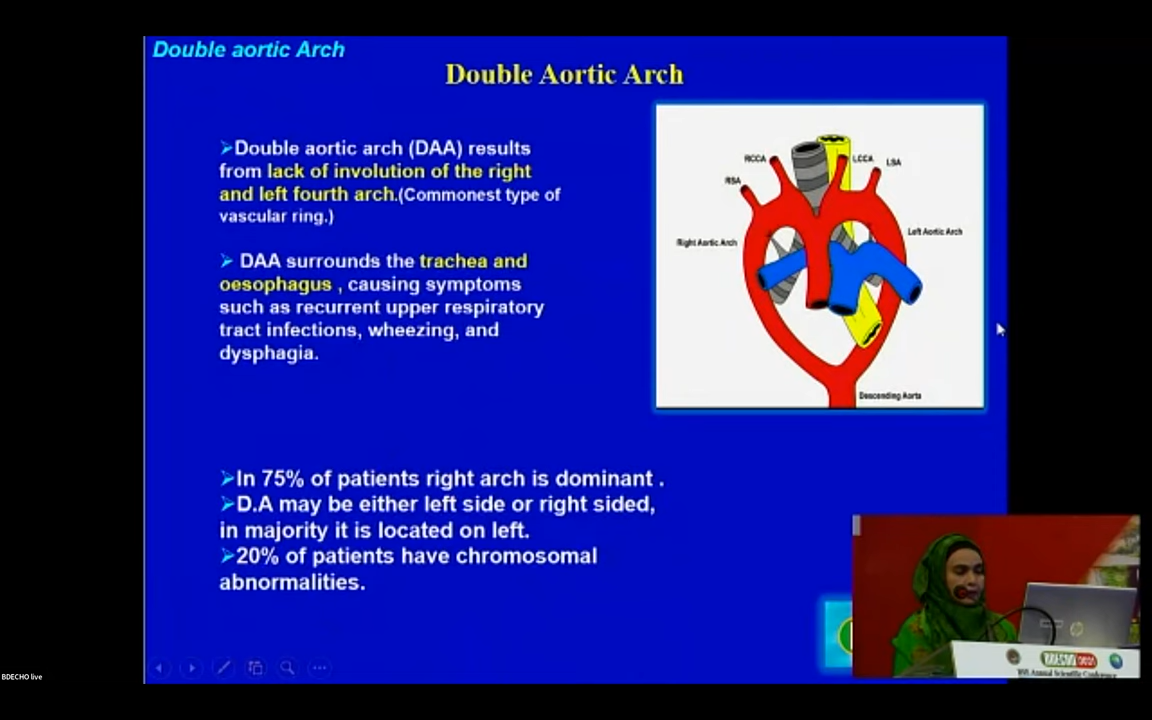 Double aortic Arch
Double Aortic Arch
➢Double aortic arch (DAA) results
from lack of involution of the right
and left fourth arch.(Commonest type of
vascular ring.)
➢ DAA surrounds the trachea and
oesophagus , causing symptoms
such as recurrent upper respiratory
tract infections, wheezing, and
dysphagia.
RCCA
LCCA
LSA
RSA
Right Aortic Arch
Left Aortic Arch
Descending Aorta
➢In 75% of patients right arch is dominant .
➢D.A may be either left side or right sided,
in majority it is located on left.
➢20% of patients have chromosomal
abnormalities.
BDECHO live
hp
Annual Scientific Conference